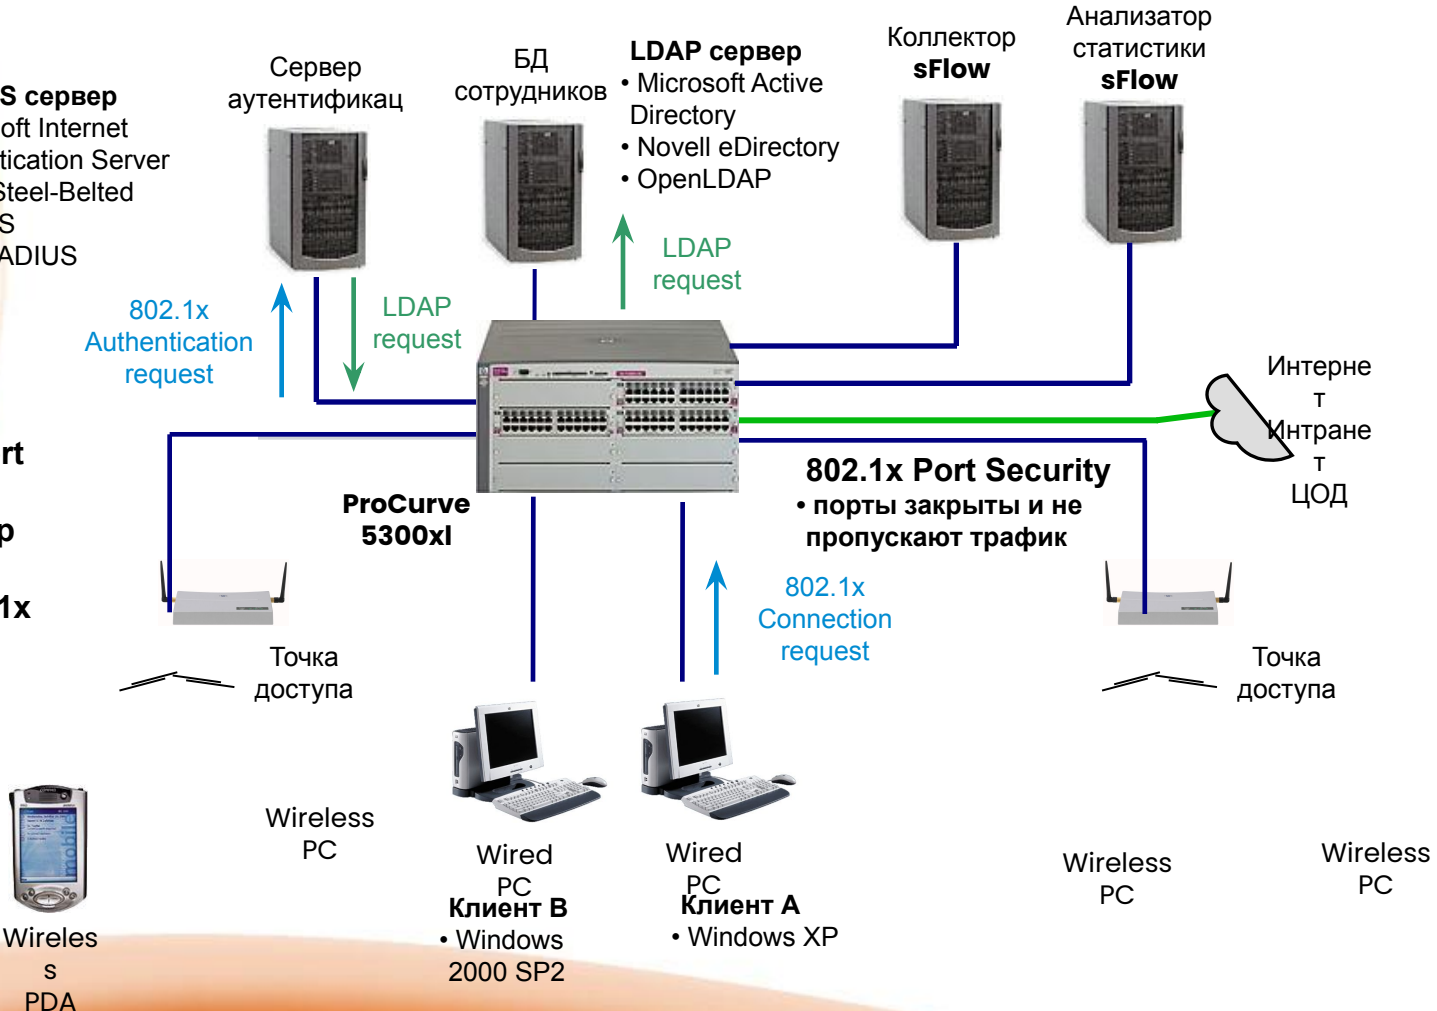 Анализатор
статистики
sFlow
Коллектор
sFlow
LDAP сервер
• Microsoft Active
Directory
• Novell eDirectory
• OpenLDAP
БД
сотрудников
Сервер
аутентификац
S сервер
oft Internet
tication Server
Steel-Belted
S
ADIUS
802.1x
Authentication
request
LDAP
request
LDAP
request
Интерне
т
Интране
т
ЦОД
rt
p
1x
ProCurve
5300xl
802.1x Port Security
• порты закрыты и не
пропускают трафик
802.1x
Connection
request
Точка
доступа
Точка
доступа
Wireless
PC
Wired
PC
Клиент B
• Windows
2000 SP2
Wired
PC
Клиент A
• Windows XP
Wireless
PC
Wireless
PC
Wireles
s
PDA